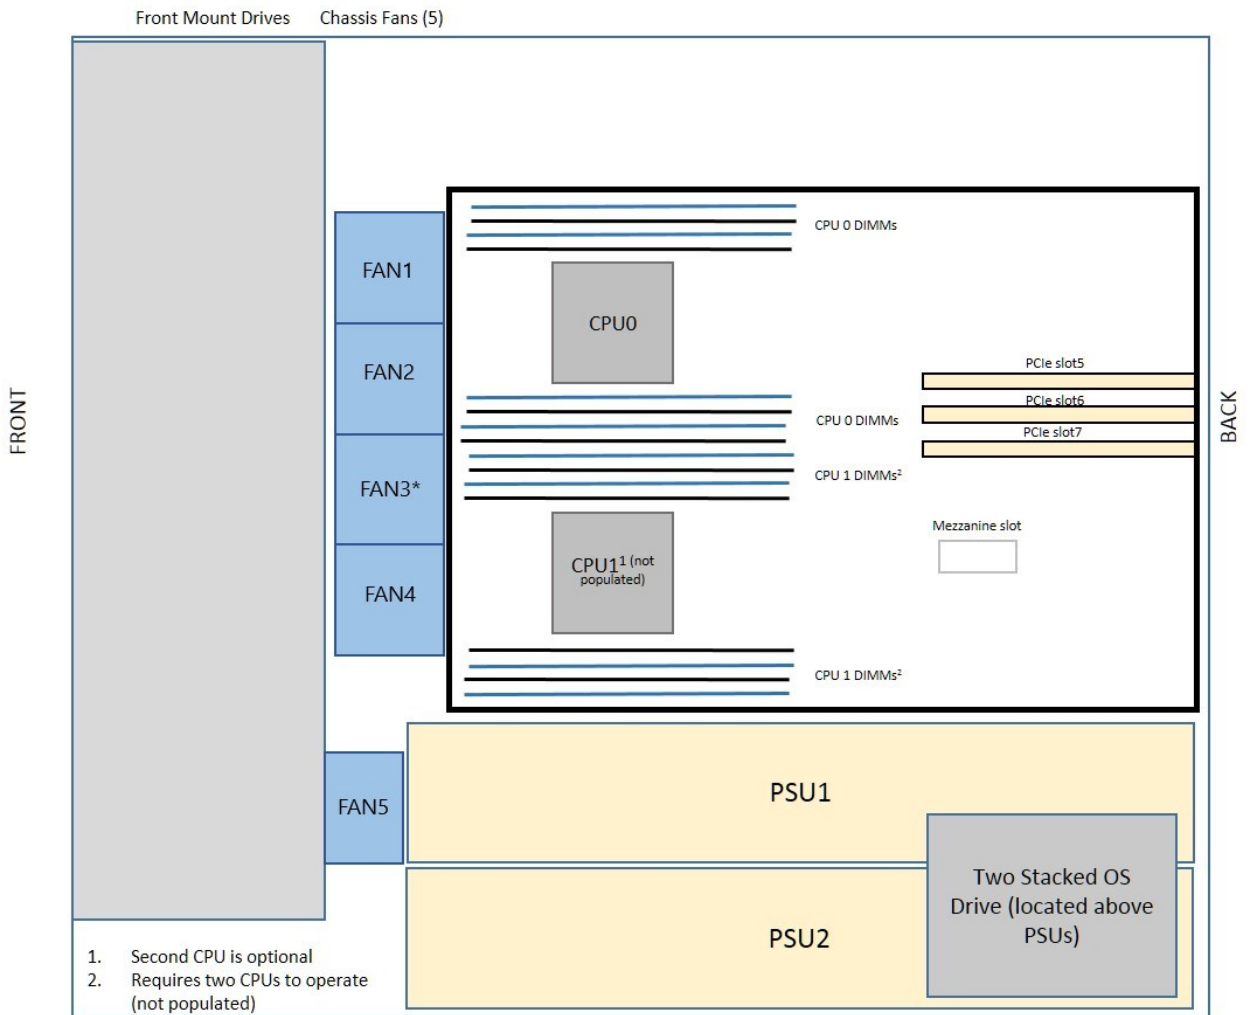 Front Mount Drives
Chassis Fans (5)
FRONT
BACK
FAN1
FAN2
FAN3*
FAN4
FAN5
CPU 0 DIMMs
CPU0
CPU 0 DIMMs
CPU 1 DIMMs²
CPU1¹ (not
populated)
CPU 1 DIMMs²
PCIe slot5
PCIe slot6
PCIe slot7
Mezzanine slot
PSU1
PSU2
Two Stacked OS
Drive (located above
PSUs)
1. Second CPU is optional
2. Requires two CPUs to operate
(not populated)